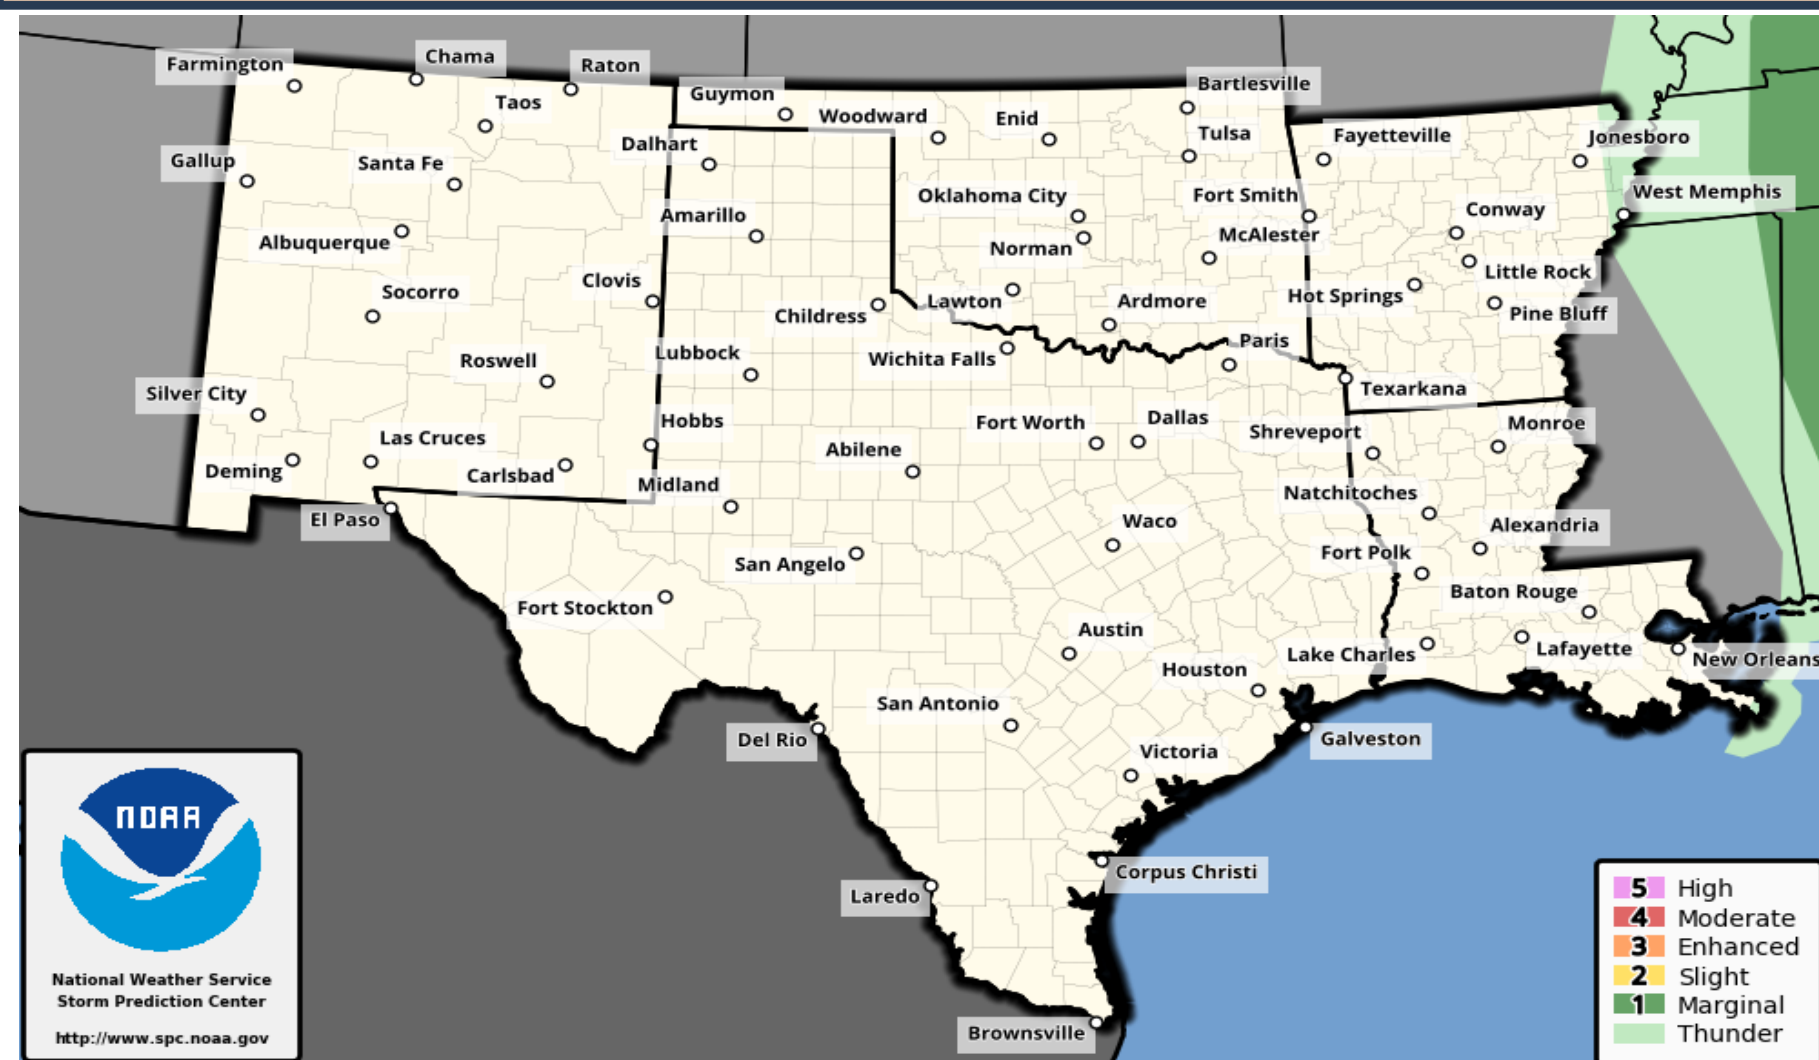 Farmington
Chama
Raton
Taos
Guymon
Woodward
Enid
Bartlesville
Tulsa
Fayetteville
Jonesboro
Gallup
Santa Fe
Dalhart
Oklahoma City
Fort Smith
West Memphis
Albuquerque
Amarillo
Norman
McAlester
Conway
Socorro
Clovis
Childress
Lawton
Ardmore
Hot Springs
Little Rock
Pine Bluff
Roswell
Lubbock
Wichita Falls
Paris
Texarkana
Silver City
Las Cruces
Hobbs
Abilene
Fort Worth
Dallas
Shreveport
Monroe
Deming
Carlsbad
Midland
Natchitoches
El Paso
San Angelo
Waco
Fort Polk
Alexandria
Fort Stockton
Austin
Baton Rouge
Houston
Lake Charles
Lafayette
New Orleans
Del Rio
San Antonio
Victoria
Galveston
Laredo
Corpus Christi
Brownsville
NOAA
National Weather Service
Storm Prediction Center
http://www.spc.noaa.gov
5 High
4 Moderate
3 Enhanced
2 Slight
1 Marginal
Thunder